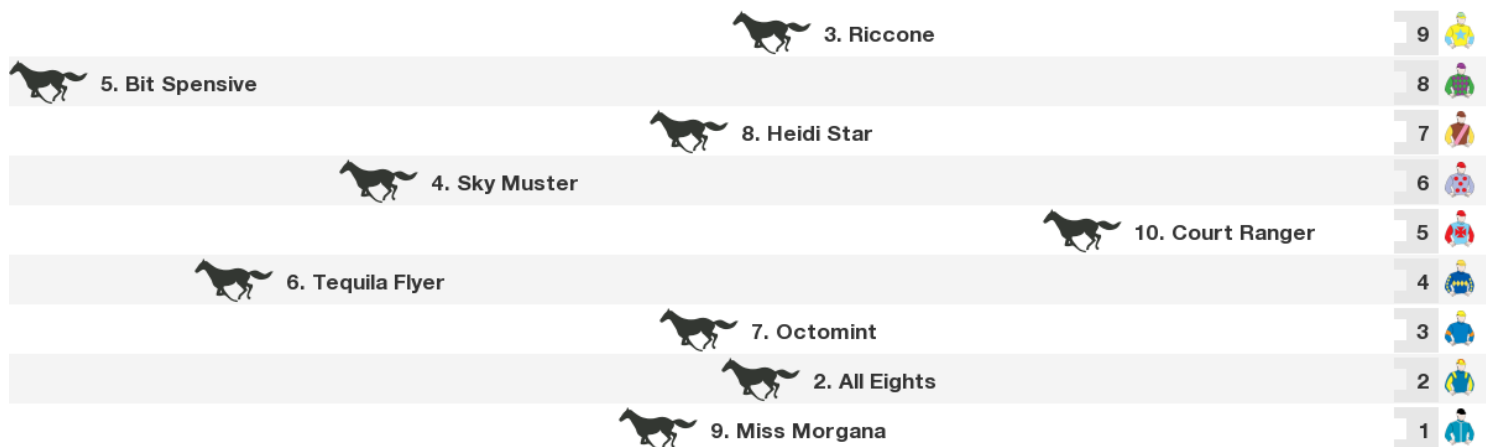 3. Riccone 9
5. Bit Spensive 8
8. Heidi Star 7
4. Sky Muster 6
10. Court Ranger 5
6. Tequila Flyer 4
7. Octomint 3
2. All Eights 2
9. Miss Morgana 1